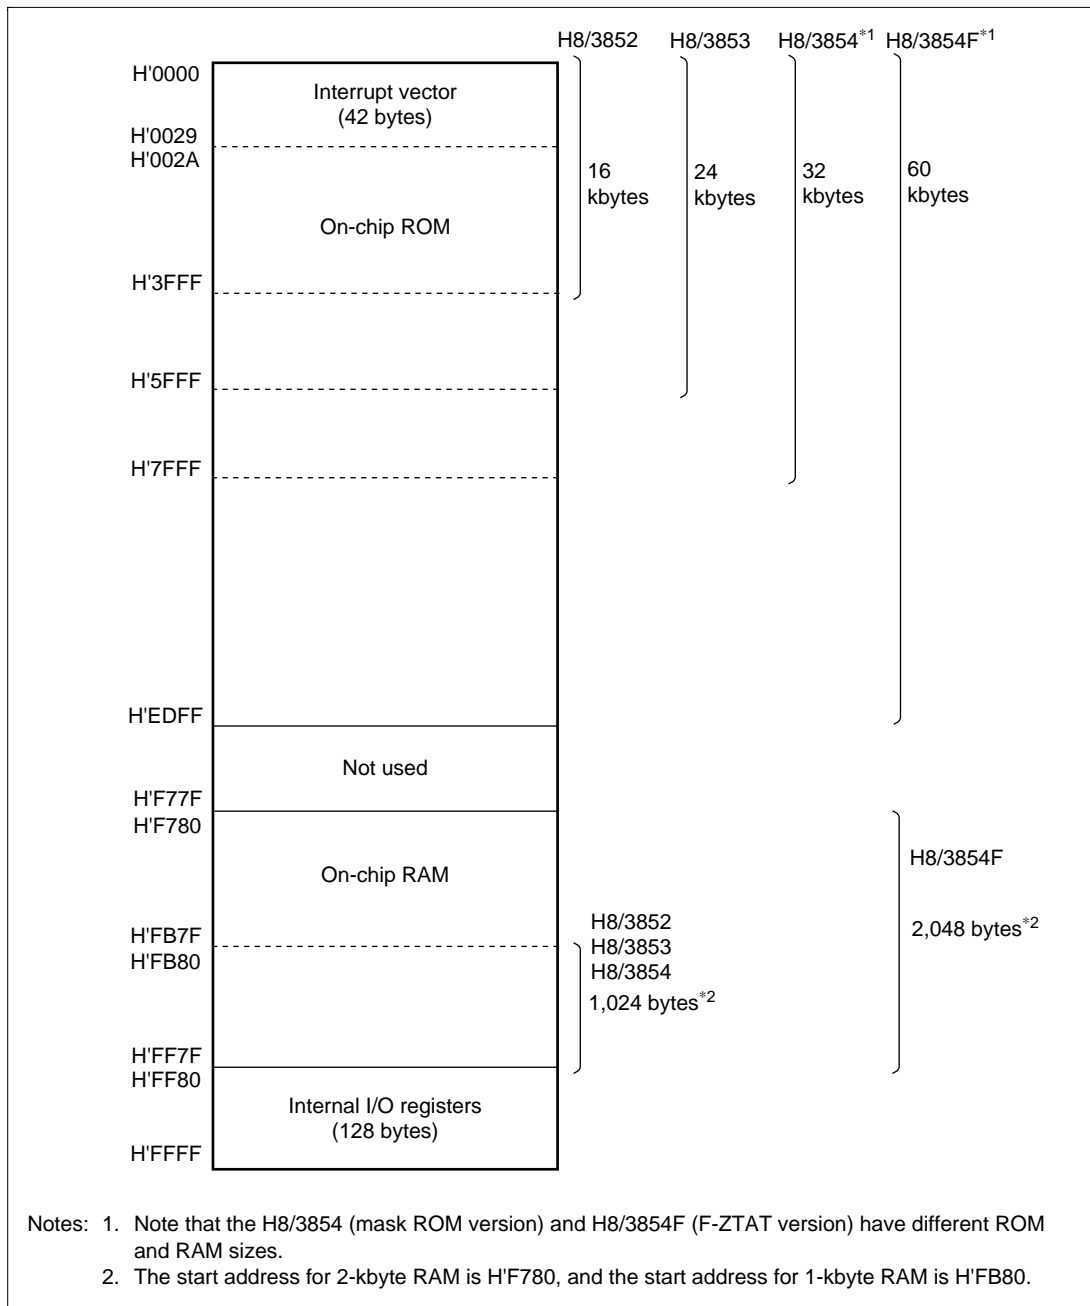 H8/3852 H8/3853 H8/3854*1 H8/3854F*1
H'0000
Interrupt vector
(42 bytes)
H'0029
H'002A
16
kbytes
24
kbytes
32
kbytes
60
kbytes
On-chip ROM
H'3FFF
H'5FFF
H'7FFF
H'EDFF
Not used
H'F77F
H'F780
On-chip RAM
H8/3854F
2,048 bytes*2
H'FB7F
H'FB80
H8/3852
H8/3853
H8/3854
1,024 bytes*2
H'FF7F
H'FF80
Internal I/O registers
(128 bytes)
H'FFFF
Notes: 1. Note that the H8/3854 (mask ROM version) and H8/3854F (F-ZTAT version) have different ROM
and RAM sizes.
2. The start address for 2-kbyte RAM is H'F780, and the start address for 1-kbyte RAM is H'FB80.